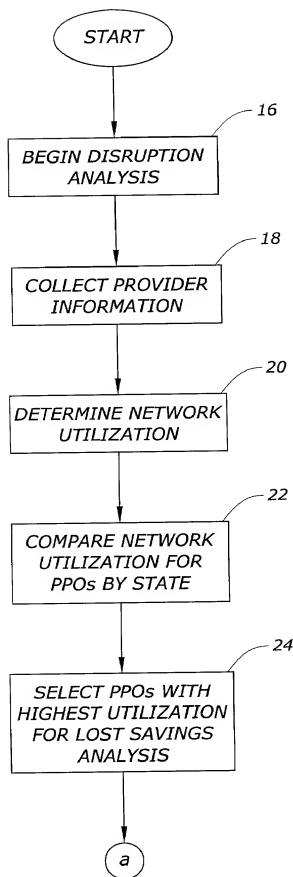 START
16
BEGIN DISRUPTION
ANALYSIS
18
COLLECT PROVIDER
INFORMATION
20
DETERMINE NETWORK
UTILIZATION
22
COMPARE NETWORK
UTILIZATION FOR
PPOs BY STATE
24
SELECT PPOs WITH
HIGHEST UTILIZATION
FOR LOST SAVINGS
ANALYSIS
a